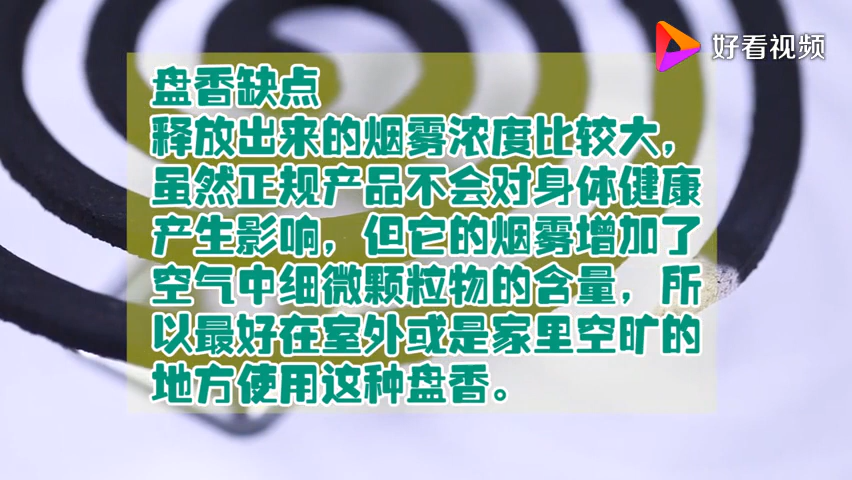 好看视频
盘香缺点
释放出来的烟雾浓度比较大，
虽然正规产品不会对身体健康
产生影响，但它的烟雾增加了
空气中细微颗粒物的含量，所
以最好在室外或是家里空旷的
地方使用这种盘香。